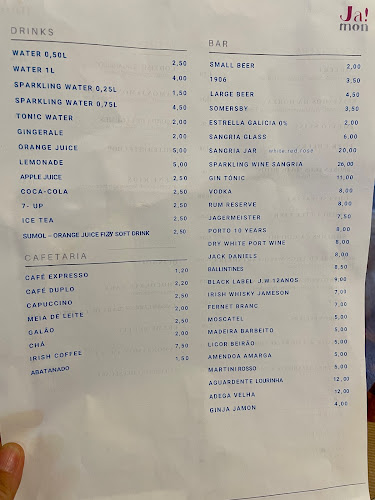 Ja!
mon
DRINKS
WATER 0,50L 2,50
WATER 1L 4,00
SPARKLING WATER 0,25L 1,50
SPARKLING WATER 0,75L 4,50
TONIC WATER 2,00
GINGERALE 2,00
ORANGE JUICE 5,00
LEMONADE 5,00
APPLE JUICE 2,50
COCA-COLA 2,50
7- UP 2,50
ICE TEA 2,50
SUMOL – ORANGE JUICE FIZZY SOFT DRINK 2,50
CAFETARIA
CAFÉ EXPRESSO 1,20
CAFÉ DUPLO 2,20
CAPUCCINO 2,50
MEIA DE LEITE 2,00
GALÃO 2,50
CHÁ 2,50
IRISH COFFEE 7,50
ABATANADO 1,50
BAR
SMALL BEER 2,00
1906 3,50
LARGE BEER 4,50
SOMERSBY 3,50
ESTRELLA GALICIA 0% 2,00
SANGRIA GLASS 6,00
SANGRIA JAR white,red,rose 20,00
SPARKLING WINE SANGRIA 26,00
GIN TÓNIC 11,00
VODKA 8,00
RUM RESERVE 8,00
JAGERMEISTER 7,50
PORTO 10 YEARS 8,00
DRY WHITE PORT WINE 8,00
JACK DANIELS 8,00
BALLINTINES 8,50
BLACK LABEL J.W 12ANOS 9,00
IRISH WHISKY JAMESON 7,00
FERNET BRANC 7,00
MOSCATEL 5,00
MADEIRA BARBEITO 5,00
LICOR BEIRÃO 5,00
AMENDOA AMARGA 5,00
MARTINI ROSSO 5,00
AGUARDENTE LOURINHA 12,00
ADEGA VELHA 12,00
GINJA JAMON 4,00